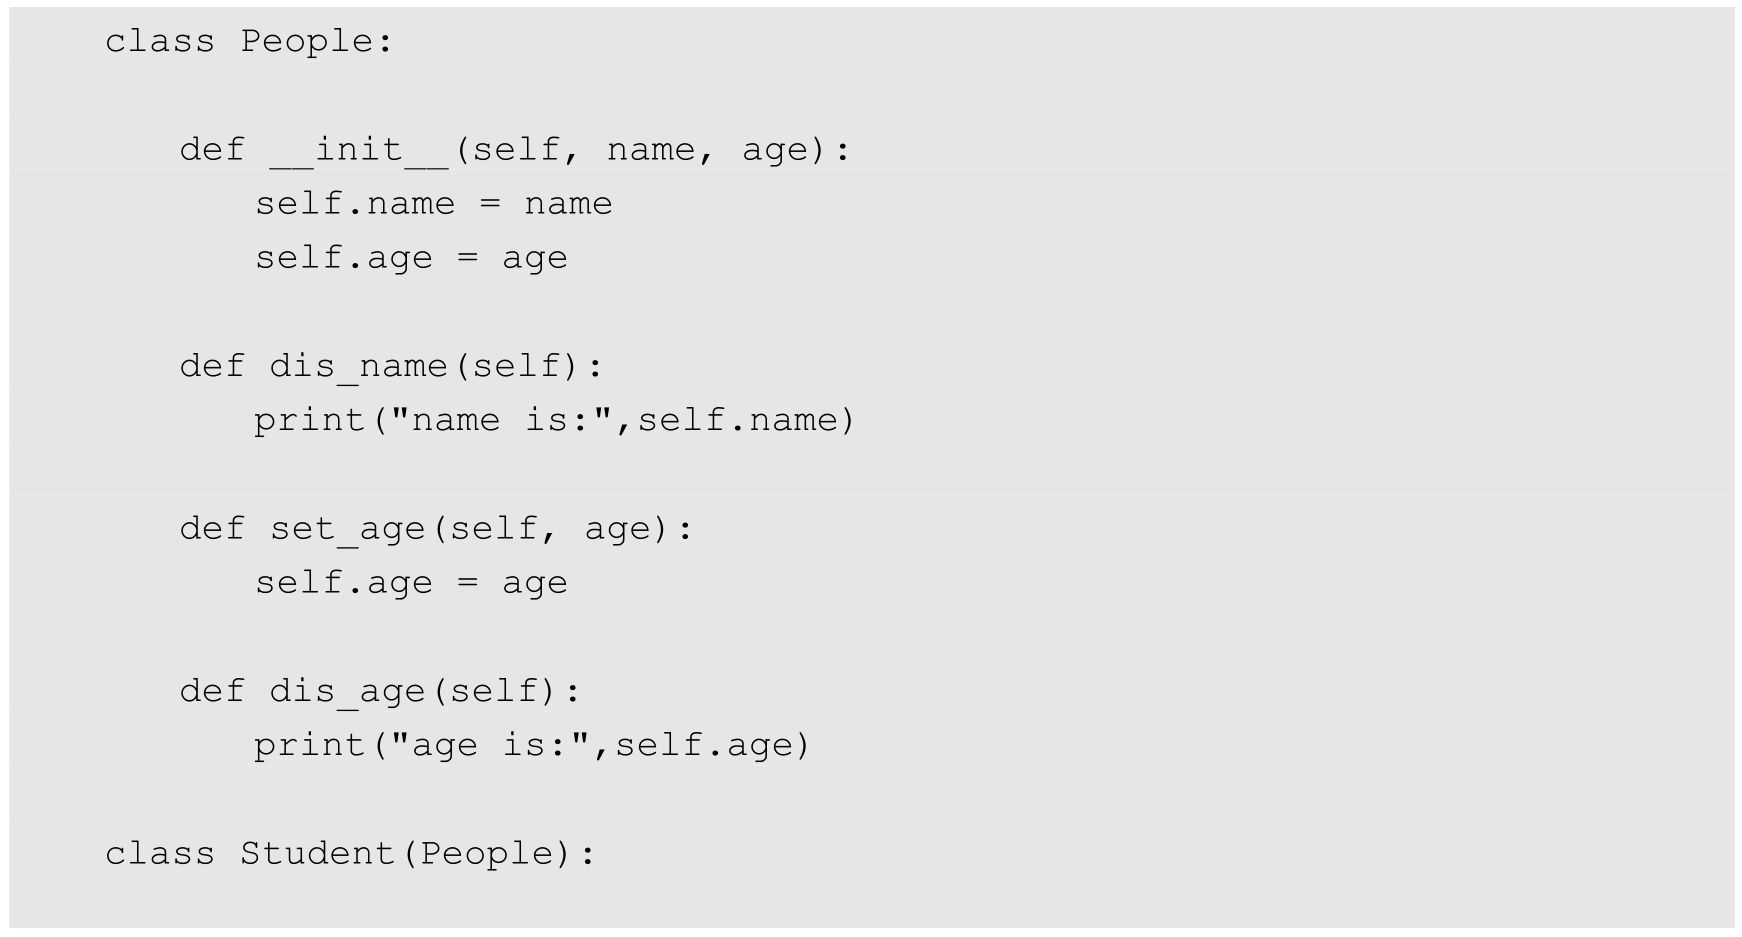 class People:
def __init__(self, name, age):
self.name = name
self.age = age
def dis_name(self):
print("name is:",self.name)
def set_age(self, age):
self.age = age
def dis_age(self):
print("age is:",self.age)
class Student(People):